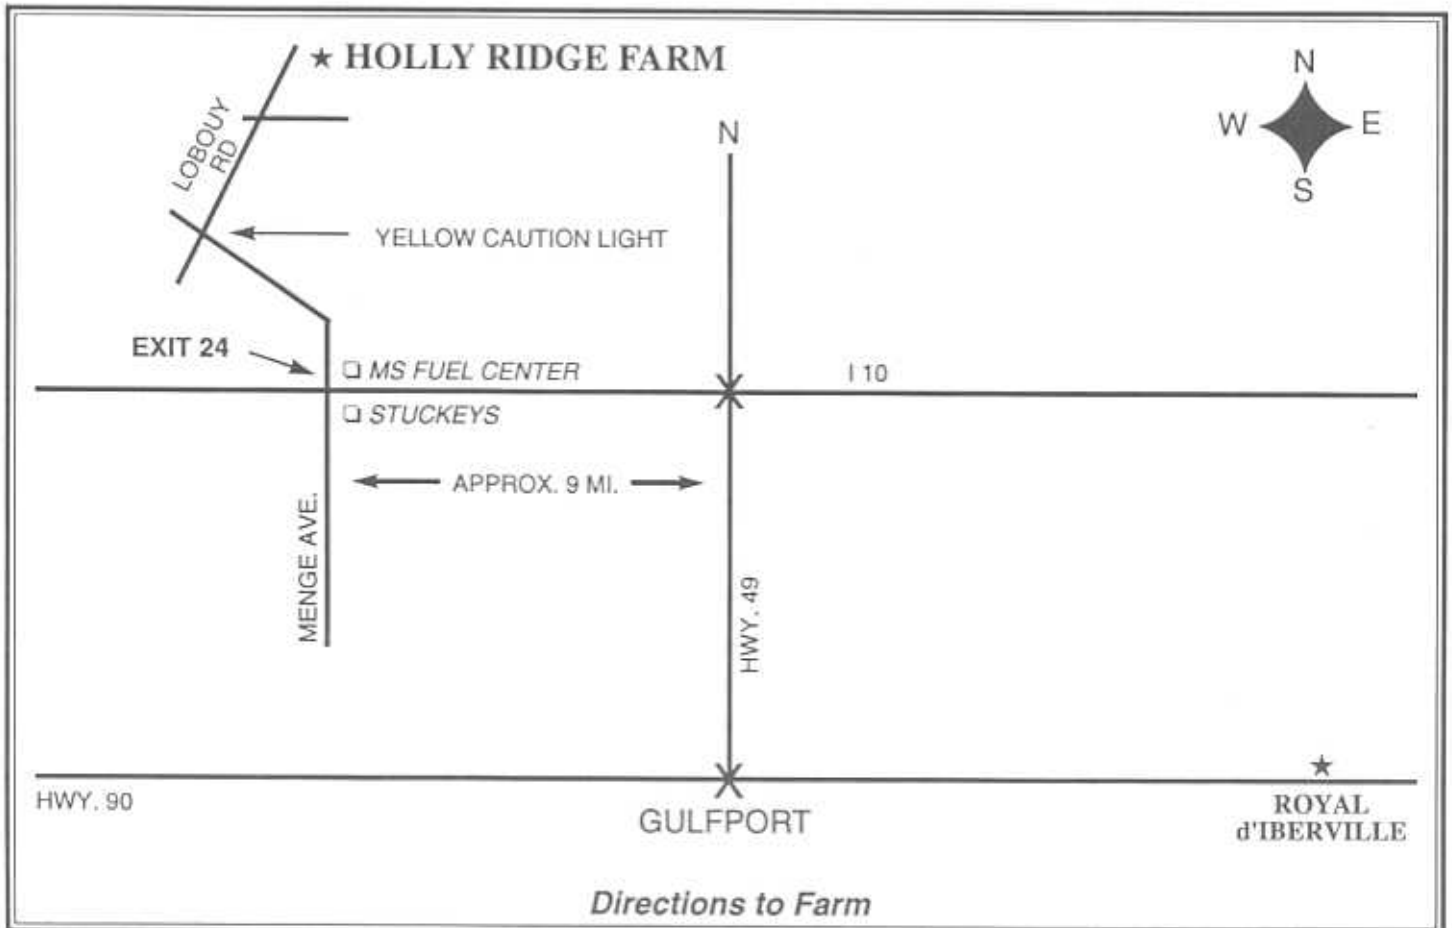 ★ HOLLY RIDGE FARM
N
W E
S
N
LOBOUY
RD
YELLOW CAUTION LIGHT
EXIT 24
MS FUEL CENTER
I 10
STUCKEYS
APPROX. 9 MI.
MENGE AVE.
HWY. 49
HWY. 90
GULFPORT
★
ROYAL
d'IBERVILLE
Directions to Farm